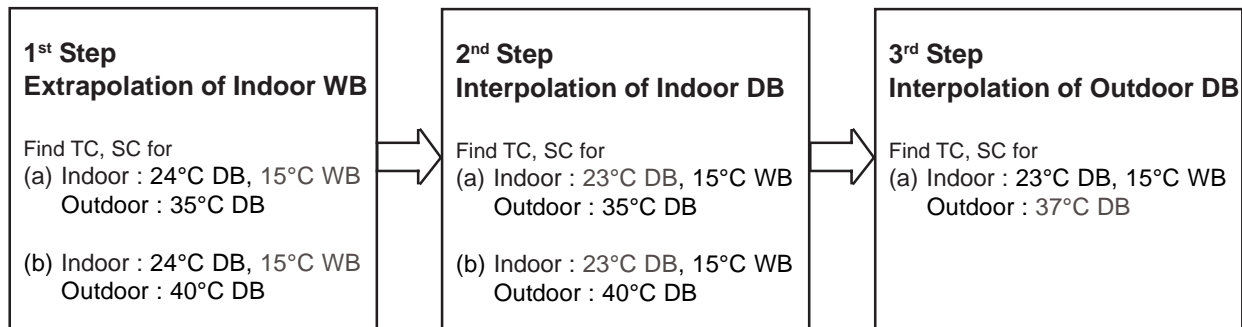 1st Step
Extrapolation of Indoor WB
Find TC, SC for
(a) Indoor : 24°C DB, 15°C WB
Outdoor : 35°C DB
(b) Indoor : 24°C DB, 15°C WB
Outdoor : 40°C DB
2nd Step
Interpolation of Indoor DB
Find TC, SC for
(a) Indoor : 23°C DB, 15°C WB
Outdoor : 35°C DB
(b) Indoor : 23°C DB, 15°C WB
Outdoor : 40°C DB
3rd Step
Interpolation of Outdoor DB
Find TC, SC for
(a) Indoor : 23°C DB, 15°C WB
Outdoor : 37°C DB